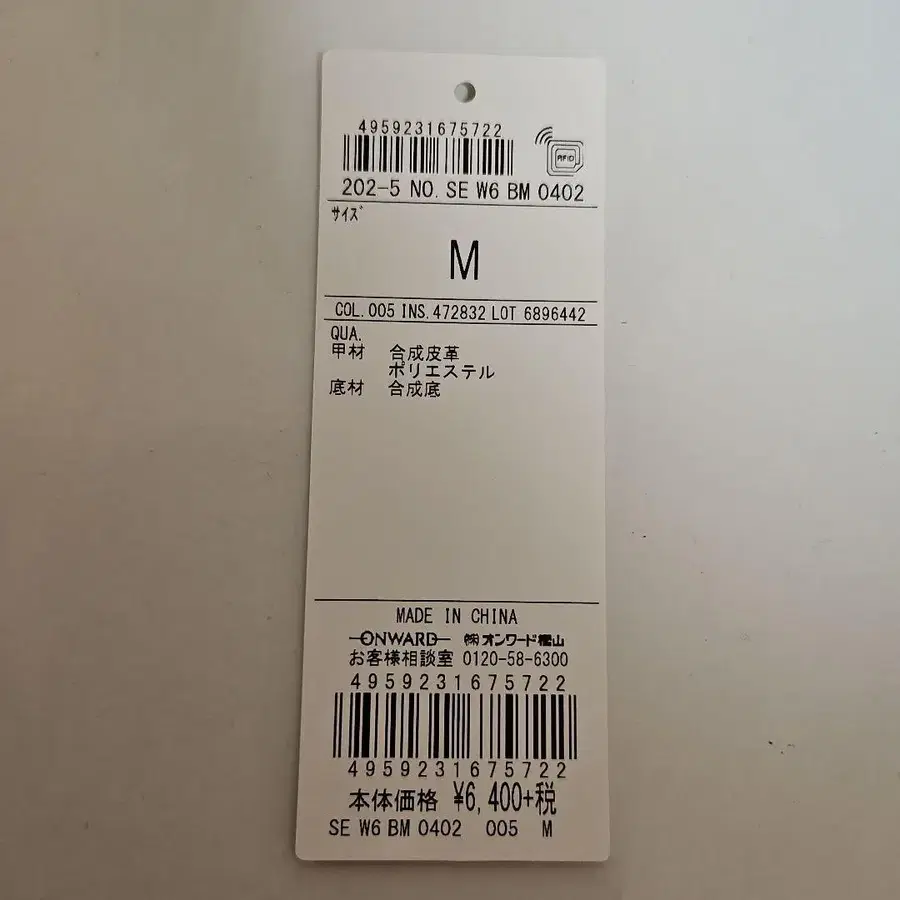 4959231675722
RFID
202-5 NO. SE W6 BM 0402
サイズ
M
COL. 005 INS. 472832 LOT 6896442
QUA.
甲材 合成皮革
ポリエステル
底材 合成底
MADE IN CHINA
ONWARD ㈱オンワード樫山
お客様相談室 0120-58-6300
4959231675722
4959231675722
本体価格 ¥6,400+税
SE W6 BM 0402 005 M